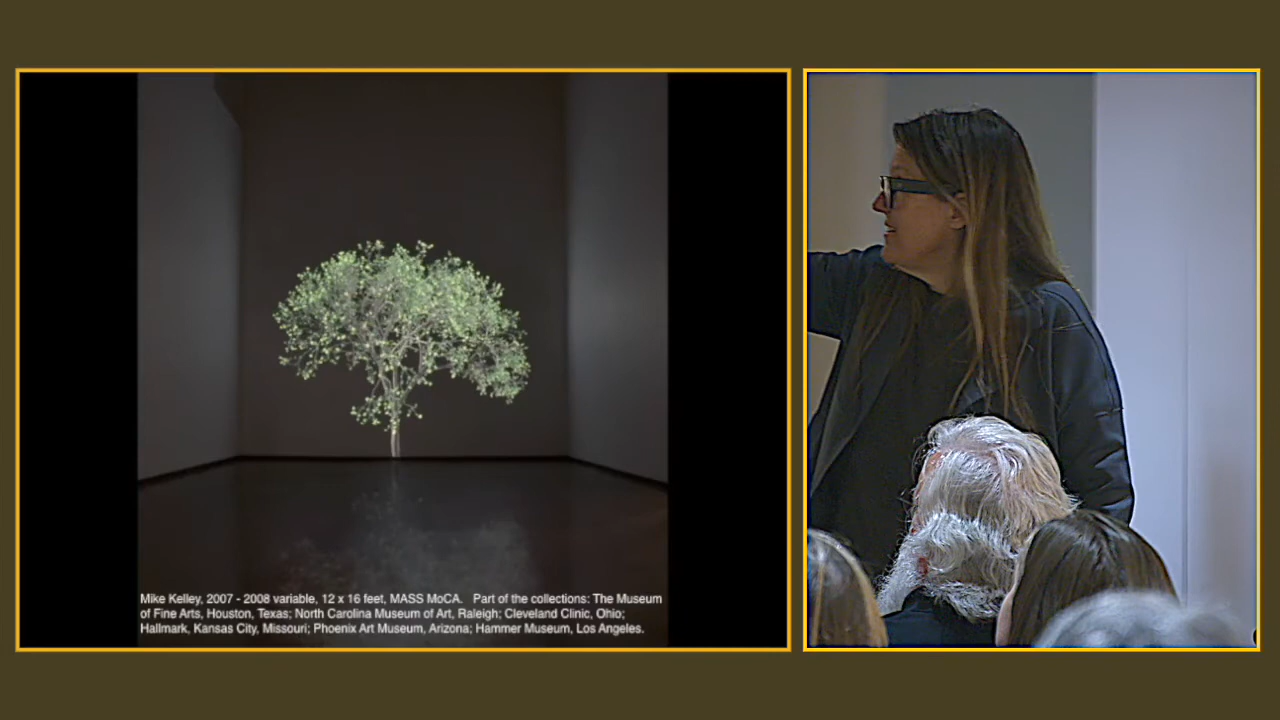 Mike Kelley, 2007 - 2008 variable, 12 x 16 feet, MASS MoCA. Part of the collections: The Museum
of Fine Arts, Houston, Texas; North Carolina Museum of Art, Raleigh; Cleveland Clinic, Ohio;
Hallmark, Kansas City, Missouri; Phoenix Art Museum, Arizona; Hammer Museum, Los Angeles.